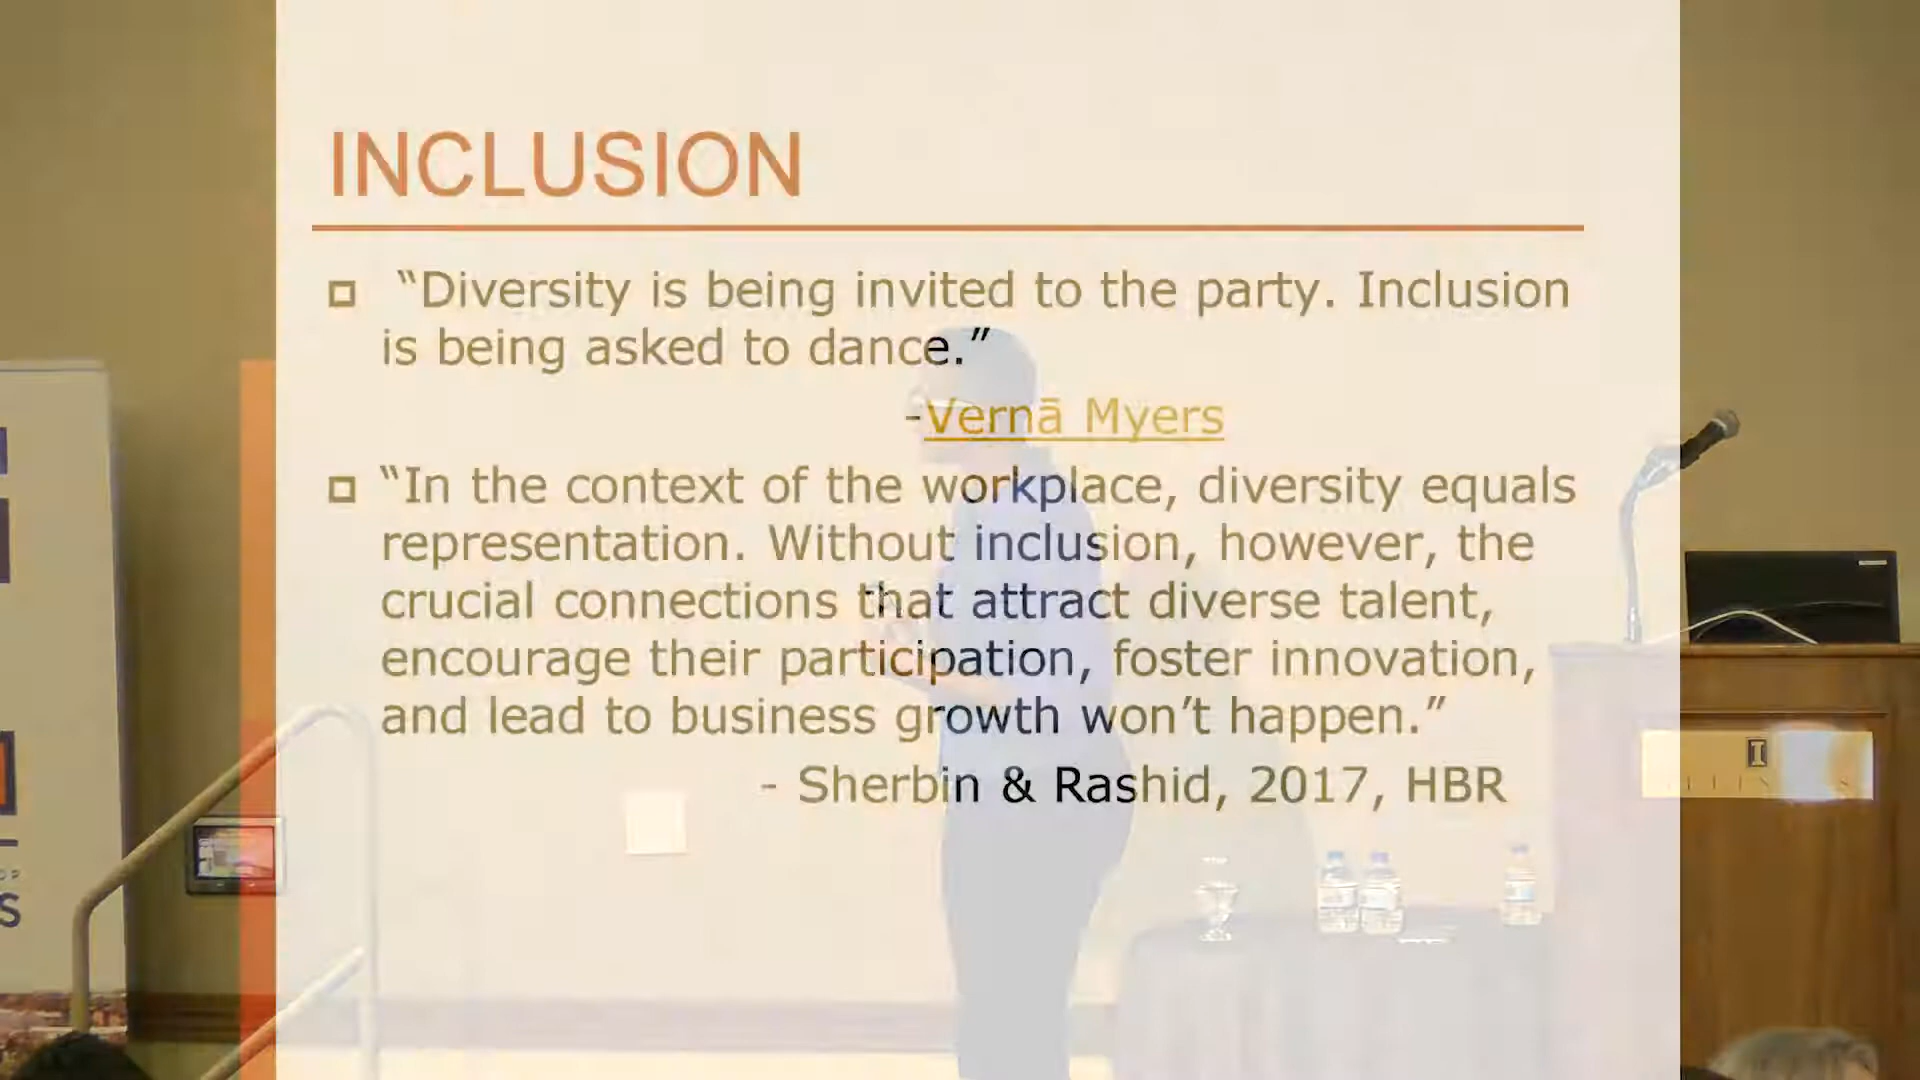 INCLUSION
“Diversity is being invited to the party. Inclusion
is being asked to dance.”
-Vernā Myers
“In the context of the workplace, diversity equals
representation. Without inclusion, however, the
crucial connections that attract diverse talent,
encourage their participation, foster innovation,
and lead to business growth won’t happen.”
- Sherbin & Rashid, 2017, HBR
I
OP
S